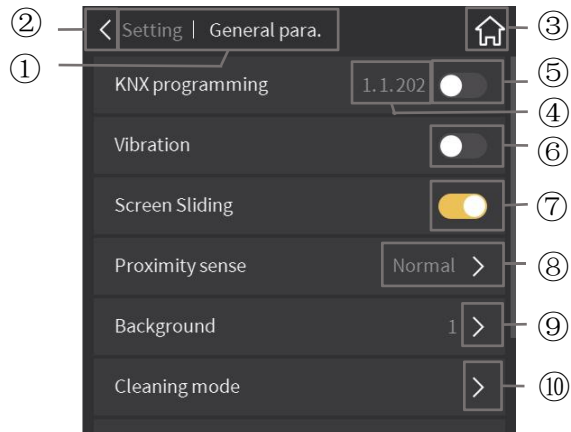 ② Setting | General para. ③
①
KNX programming 1.1.202 ⑤
④
Vibration ⑥
Screen Sliding ⑦
Proximity sense Normal ⑧
Background 1 ⑨
Cleaning mode ⑩